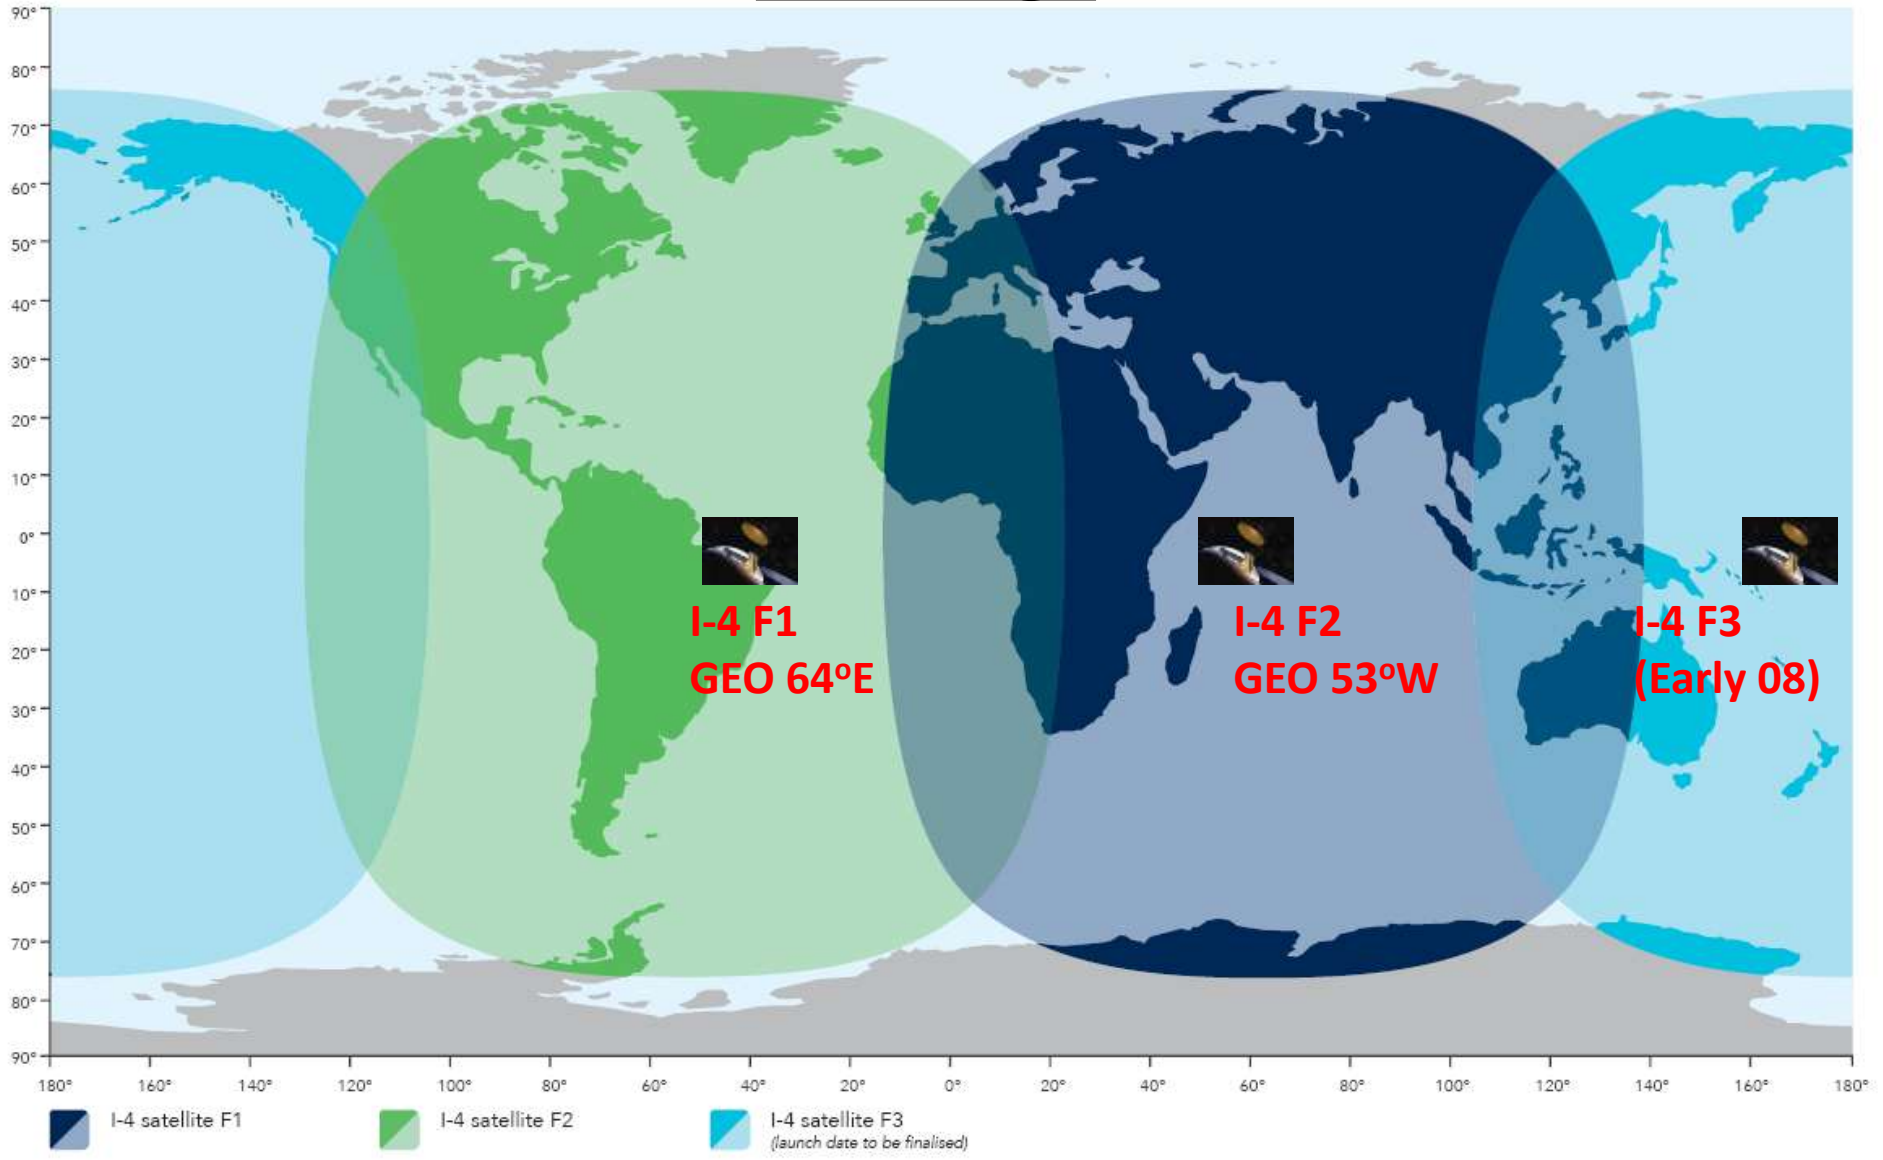 90°
80°
70°
60°
50°
40°
30°
20°
10°
0°
10°
20°
30°
40°
50°
60°
70°
80°
90°
I-4 F1
GEO 64ºE
I-4 F2
GEO 53ºW
I-4 F3
(Early 08)
180° 160° 140° 120° 100° 80° 60° 40° 20° 0° 20° 40° 60° 80° 100° 120° 140° 160° 180°
I-4 satellite F1
I-4 satellite F2
I-4 satellite F3
(launch date to be finalised)